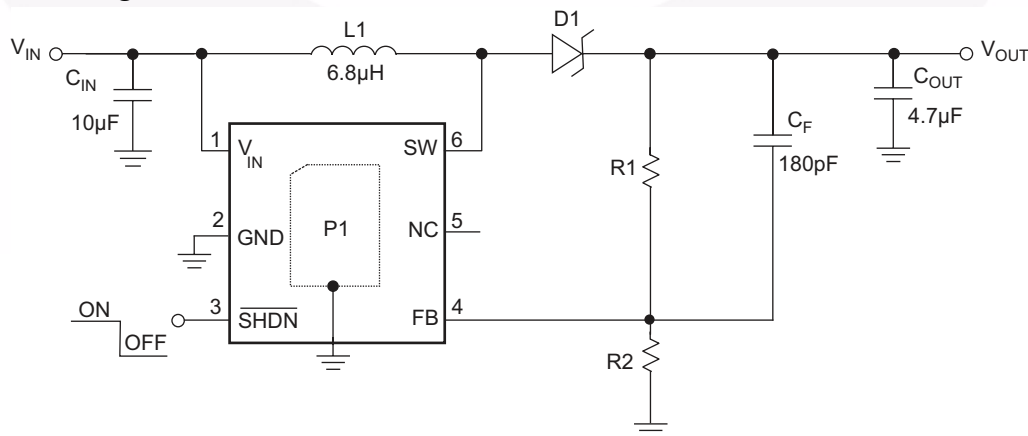 L1
D1
VIN
VOUT
CIN
10µF
6.8µH
COUT
4.7µF
CF
180pF
1
VIN
SW
6
R1
2
GND
P1
NC
5
ON
OFF
3
SHDN
FB
4
R2